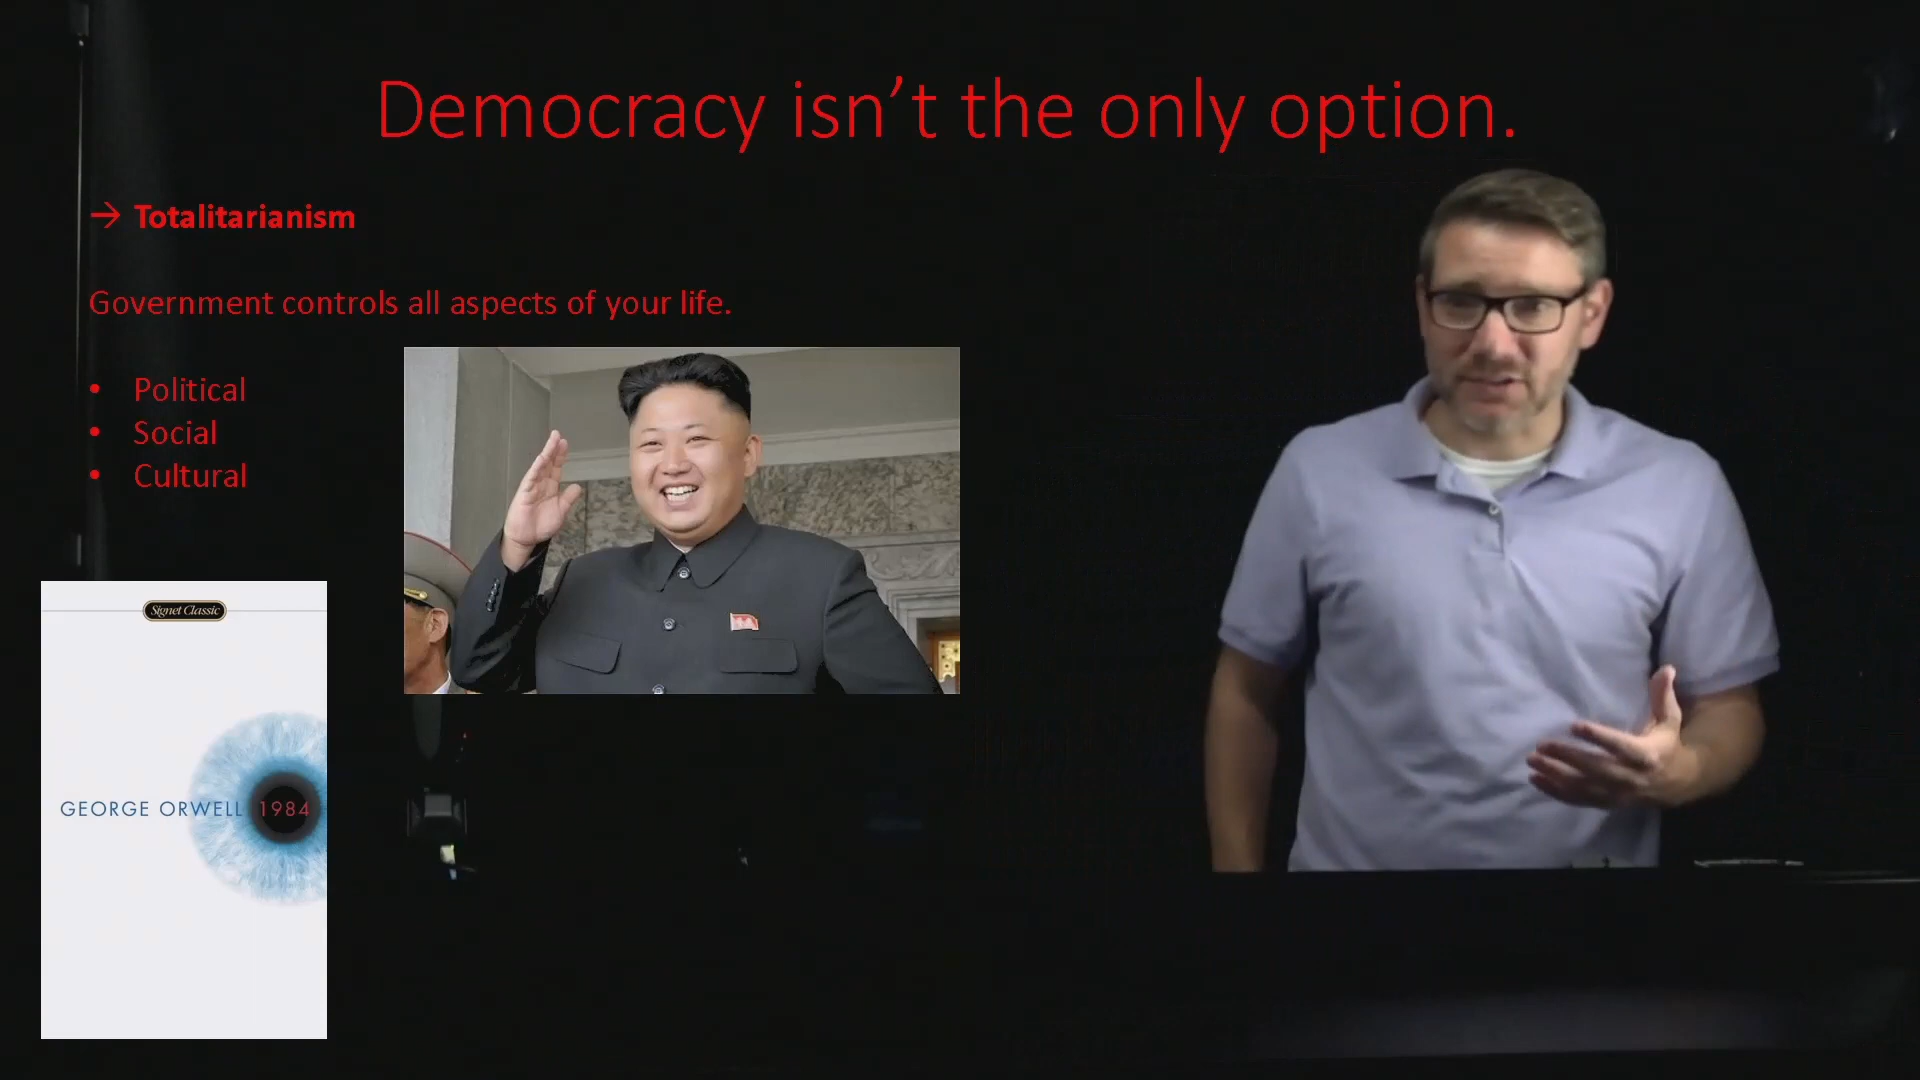 Democracy isn’t the only option.
→ Totalitarianism
Government controls all aspects of your life.
• Political
• Social
• Cultural
Signet Classic
GEORGE ORWELL 1984